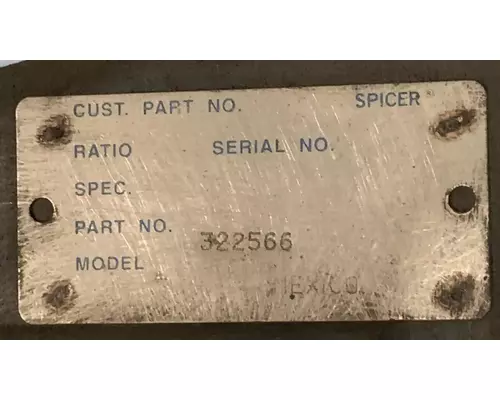 CUST. PART NO. SPICER
RATIO SERIAL NO.
SPEC.
PART NO. 322566
MODEL
MEXICO